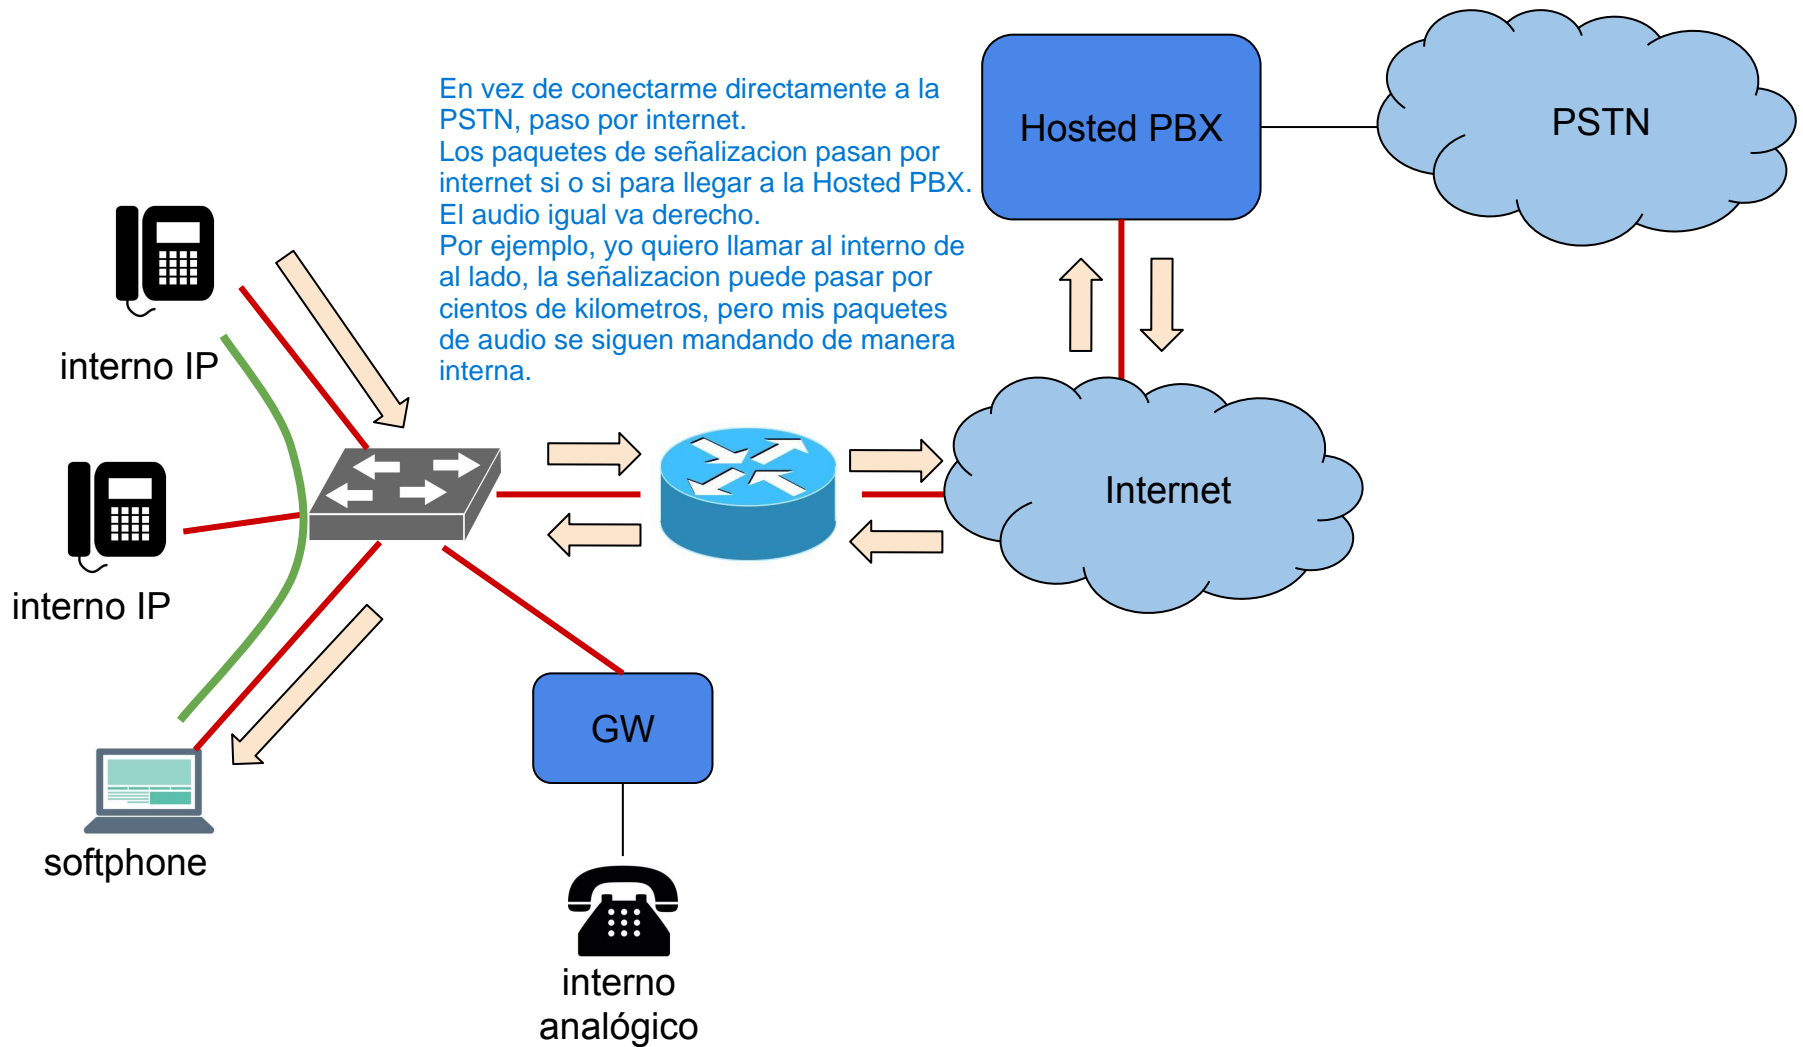 En vez de conectarme directamente a la
PSTN, paso por internet.
Los paquetes de señalizacion pasan por
internet si o si para llegar a la Hosted PBX.
El audio igual va derecho.
Por ejemplo, yo quiero llamar al interno de
al lado, la señalizacion puede pasar por
cientos de kilometros, pero mis paquetes
de audio se siguen mandando de manera
interna.
Hosted PBX
PSTN
interno IP
Internet
interno IP
GW
softphone
interno
analógico